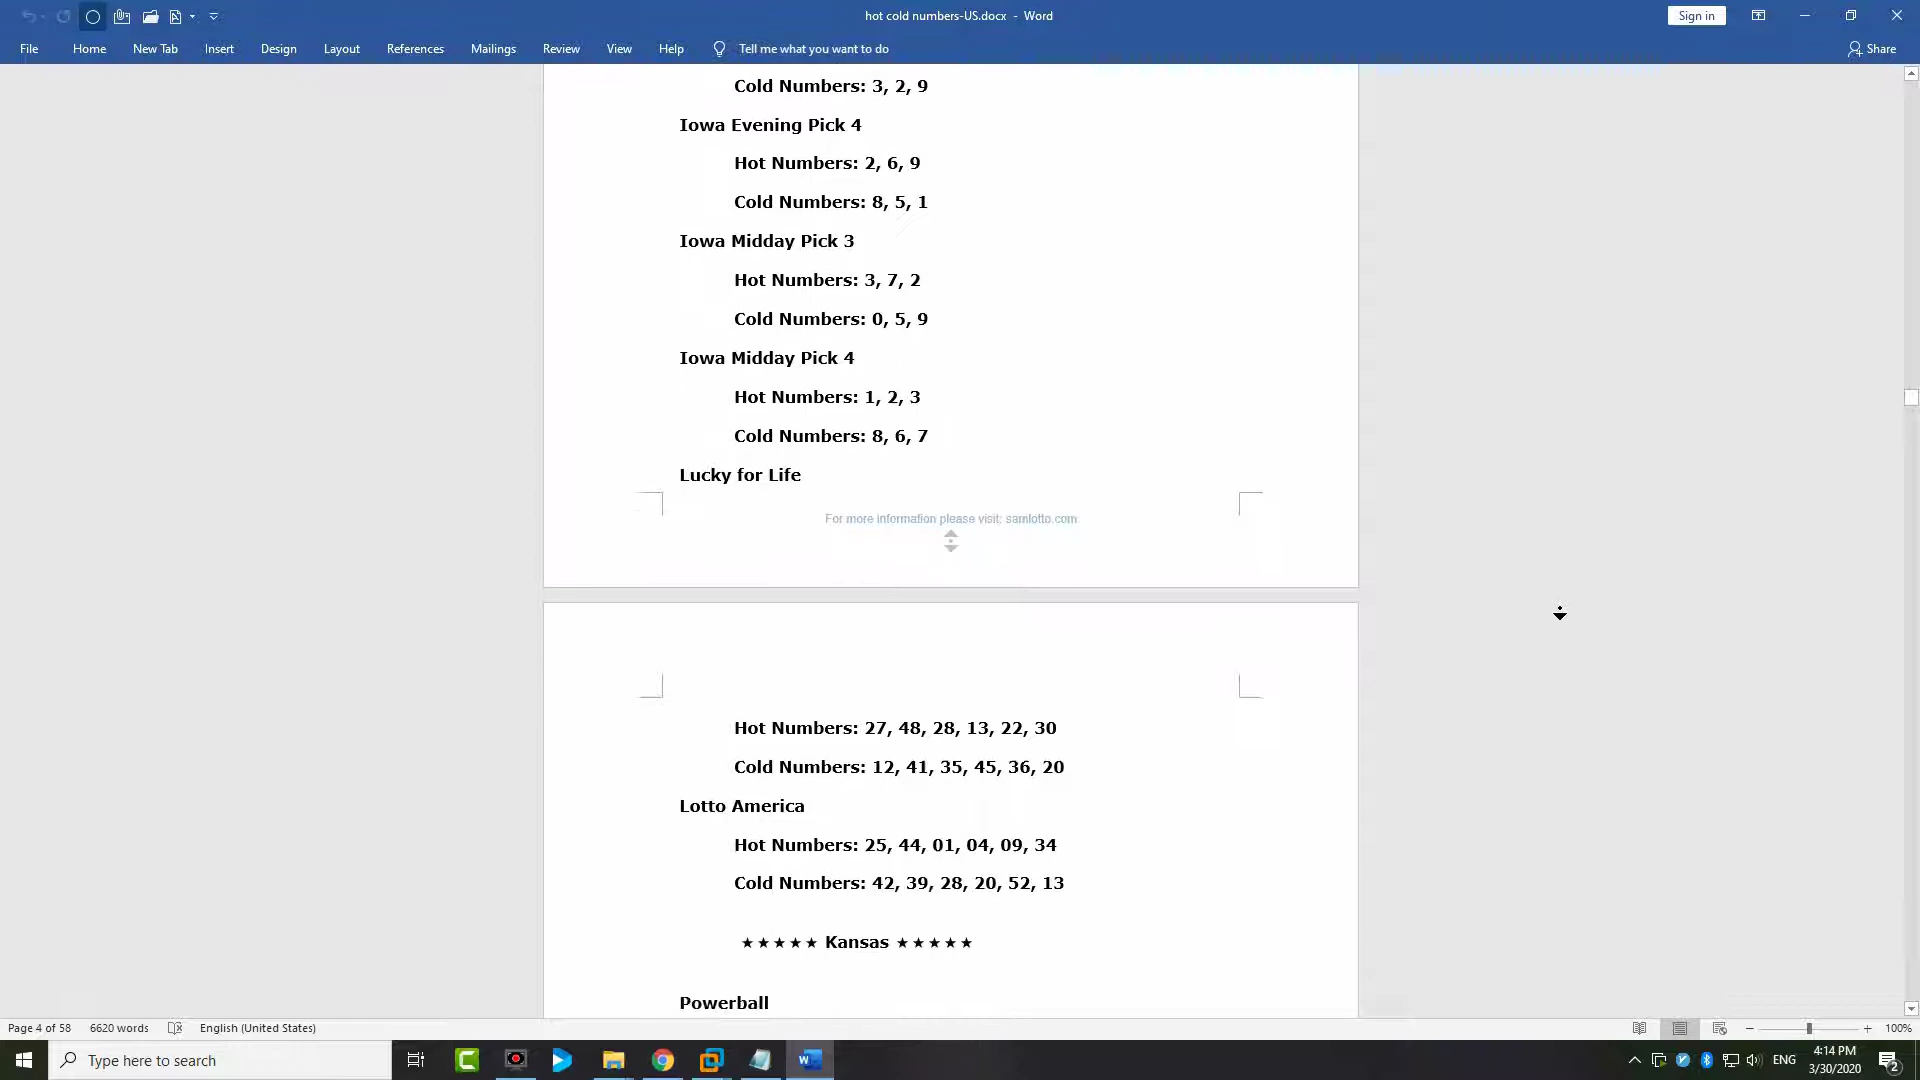 hot cold numbers-US.docx - Word
Sign in
File Home New Tab Insert Design Layout References Mailings Review View Help Tell me what you want to do Share
Cold Numbers: 3, 2, 9
Iowa Evening Pick 4
Hot Numbers: 2, 6, 9
Cold Numbers: 8, 5, 1
Iowa Midday Pick 3
Hot Numbers: 3, 7, 2
Cold Numbers: 0, 5, 9
Iowa Midday Pick 4
Hot Numbers: 1, 2, 3
Cold Numbers: 8, 6, 7
Lucky for Life
For more information please visit: samlotto.com
Hot Numbers: 27, 48, 28, 13, 22, 30
Cold Numbers: 12, 41, 35, 45, 36, 20
Lotto America
Hot Numbers: 25, 44, 01, 04, 09, 34
Cold Numbers: 42, 39, 28, 20, 52, 13
★★★★★ Kansas ★★★★★
Powerball
Page 4 of 58 6620 words English (United States) 100%
Type here to search
ENG
4:14 PM
3/30/2020
2